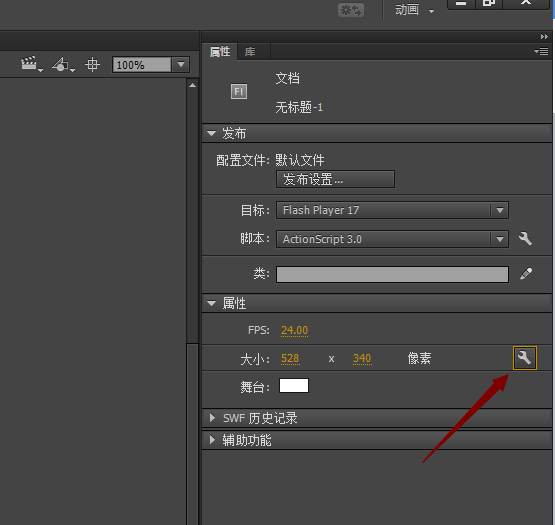 动画
属性 库
100%
文档
Fl
无标题-1
发布
配置文件: 默认文件
发布设置...
目标: Flash Player 17
脚本: ActionScript 3.0
类:
属性
FPS: 24.00
大小: 528 x 340 像素
舞台:
SWF 历史记录
辅助功能